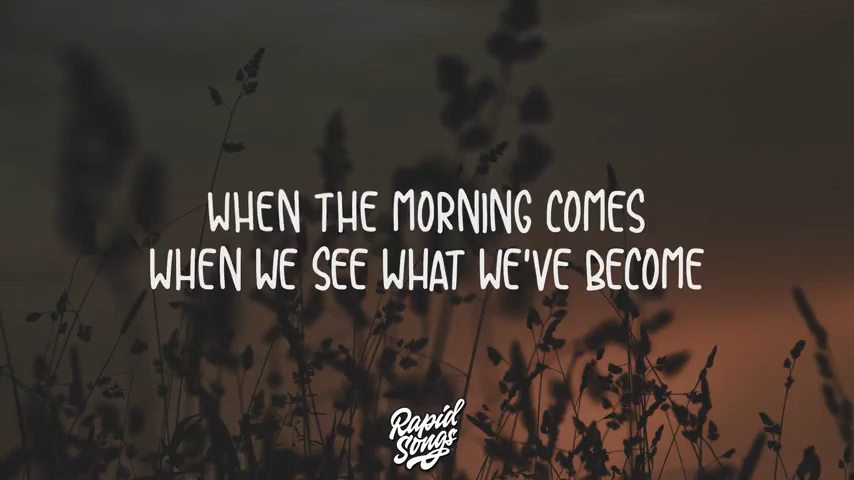 WHEN THE MORNING COMES
WHEN WE SEE WHAT WE'VE BECOME
Rapid
Songs